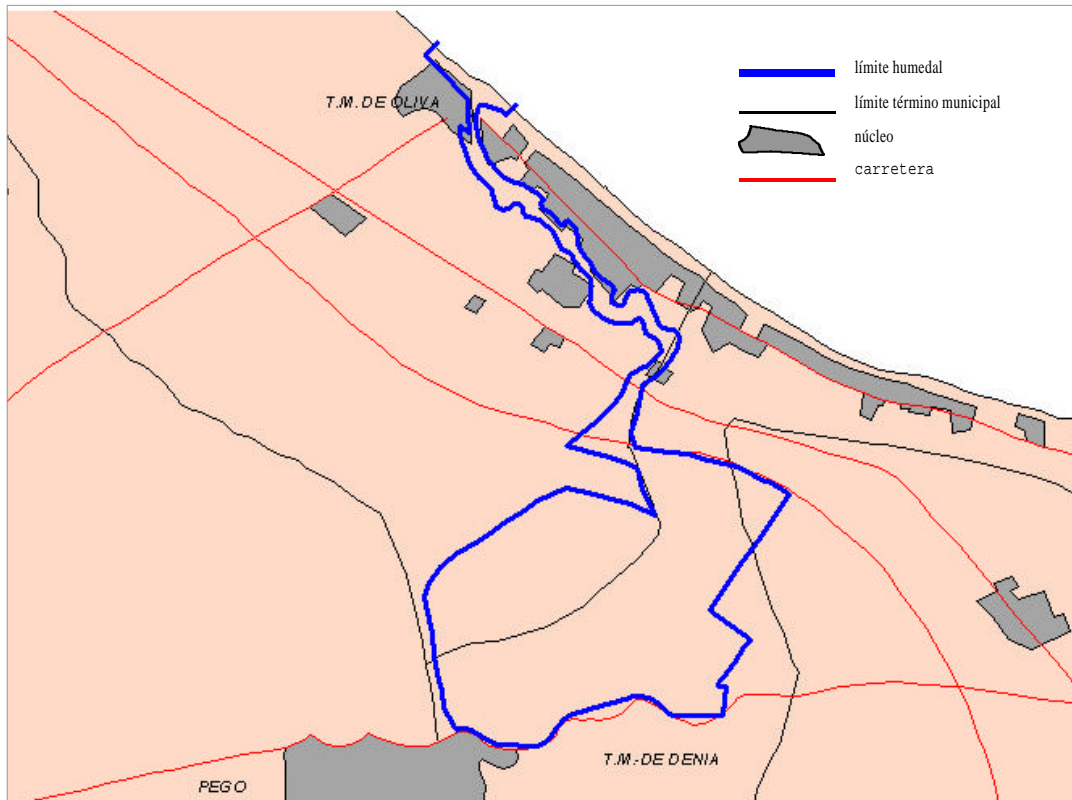 límite humedal
T.M. DE OLIVA
límite término municipal
núcleo
carretera
T.M.-DE DENIA
PEGO